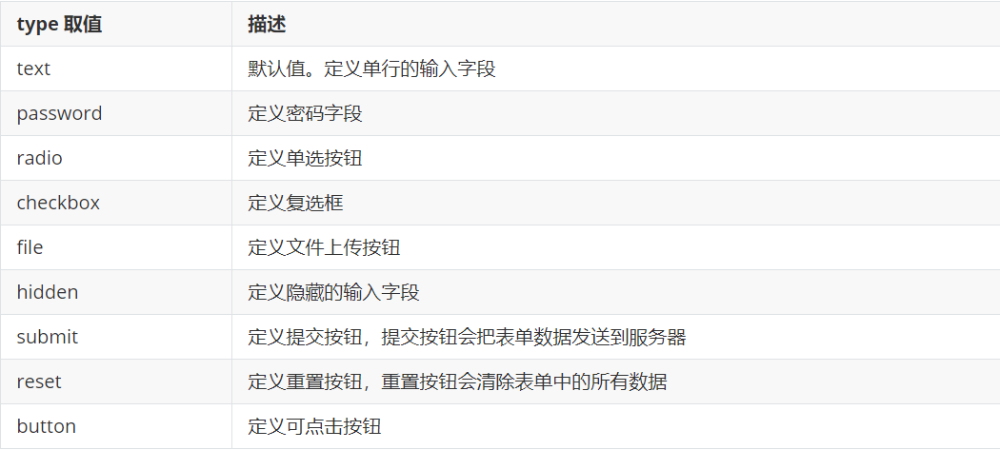 type 取值 描述
text 默认值。定义单行的输入字段
password 定义密码字段
radio 定义单选按钮
checkbox 定义复选框
file 定义文件上传按钮
hidden 定义隐藏的输入字段
submit 定义提交按钮，提交按钮会把表单数据发送到服务器
reset 定义重置按钮，重置按钮会清除表单中的所有数据
button 定义可点击按钮